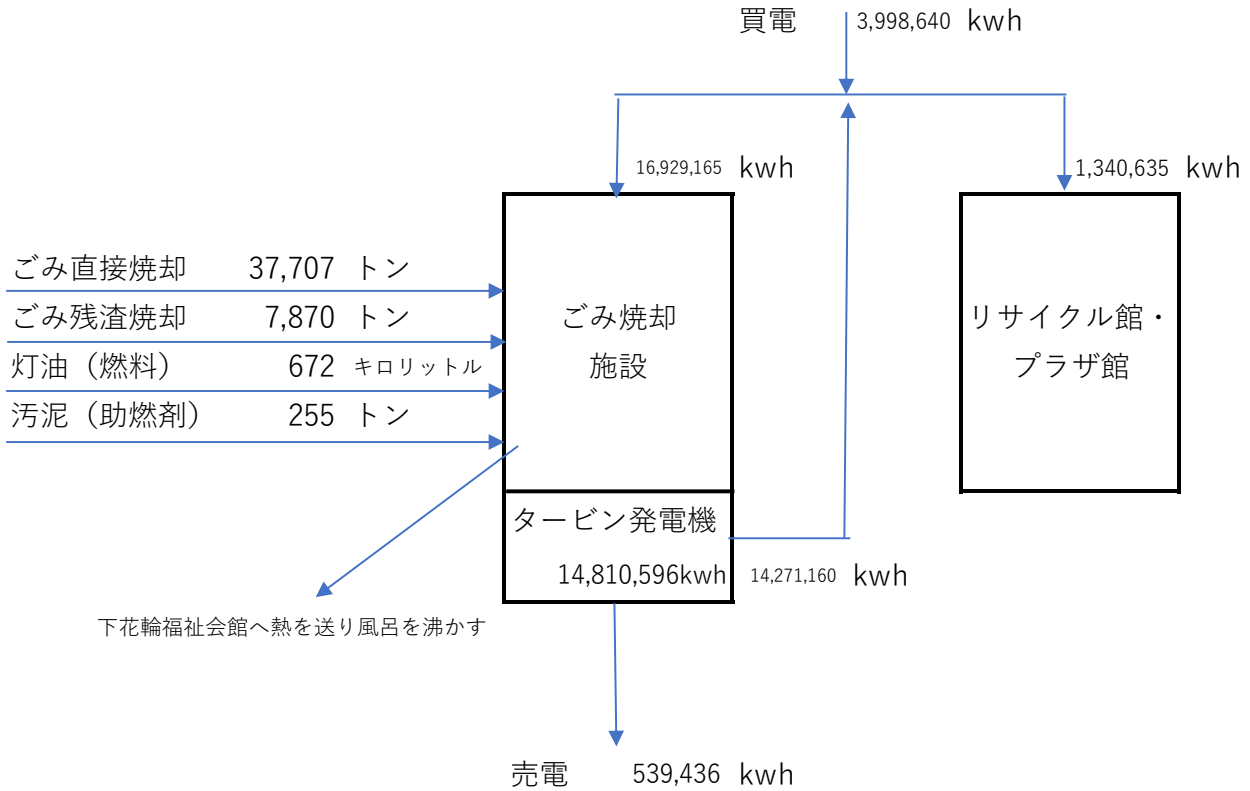 買電 3,998,640 kwh
16,929,165 kwh
1,340,635 kwh
ごみ直接焼却 37,707 トン
ごみ残渣焼却 7,870 トン
灯油（燃料） 672 キロリットル
汚泥（助燃剤） 255 トン
ごみ焼却
施設
リサイクル館・
プラザ館
タービン発電機
14,810,596kwh
14,271,160 kwh
下花輪福祉会館へ熱を送り風呂を沸かす
売電 539,436 kwh